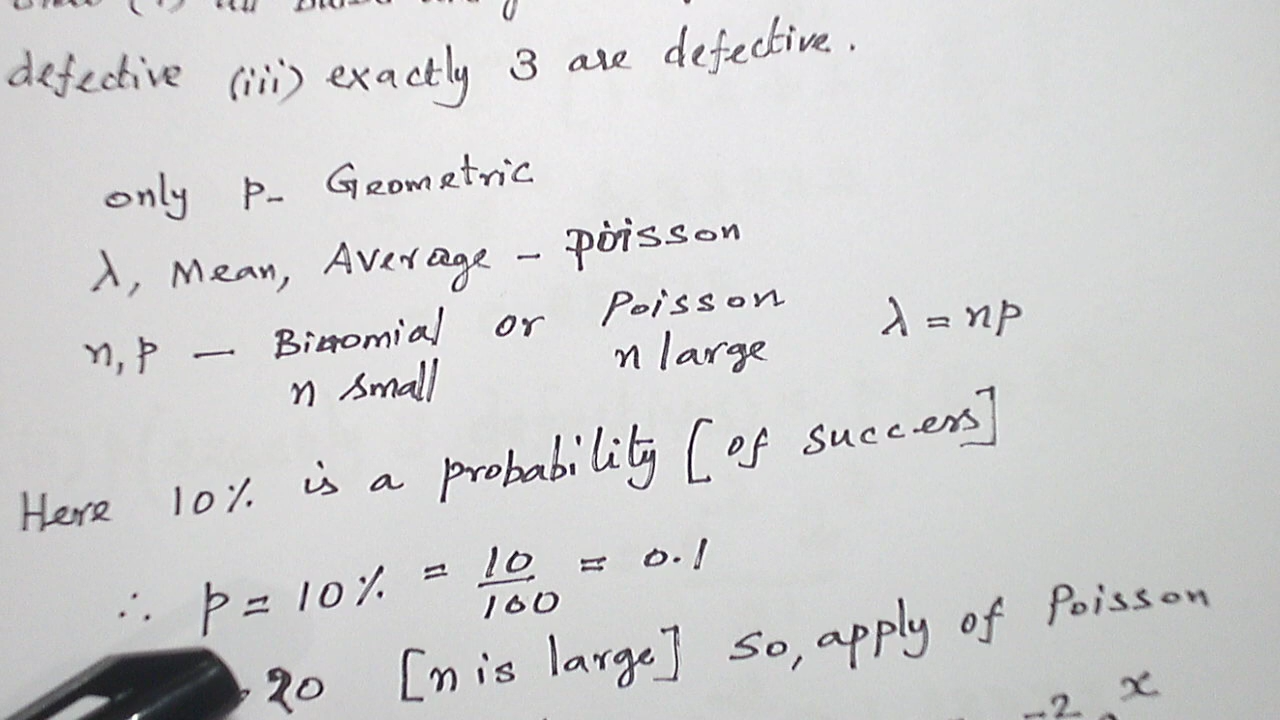 defective (iii) exactly 3 are defective.
only p- Geometric
λ, Mean, Average - poisson
n, p — Binomial or Poisson λ = np
n small n large
Here 10% is a probability [of success]
∴ p = 10% = 10/100 = 0.1
20 [n is large] so, apply of Poisson
-2 x